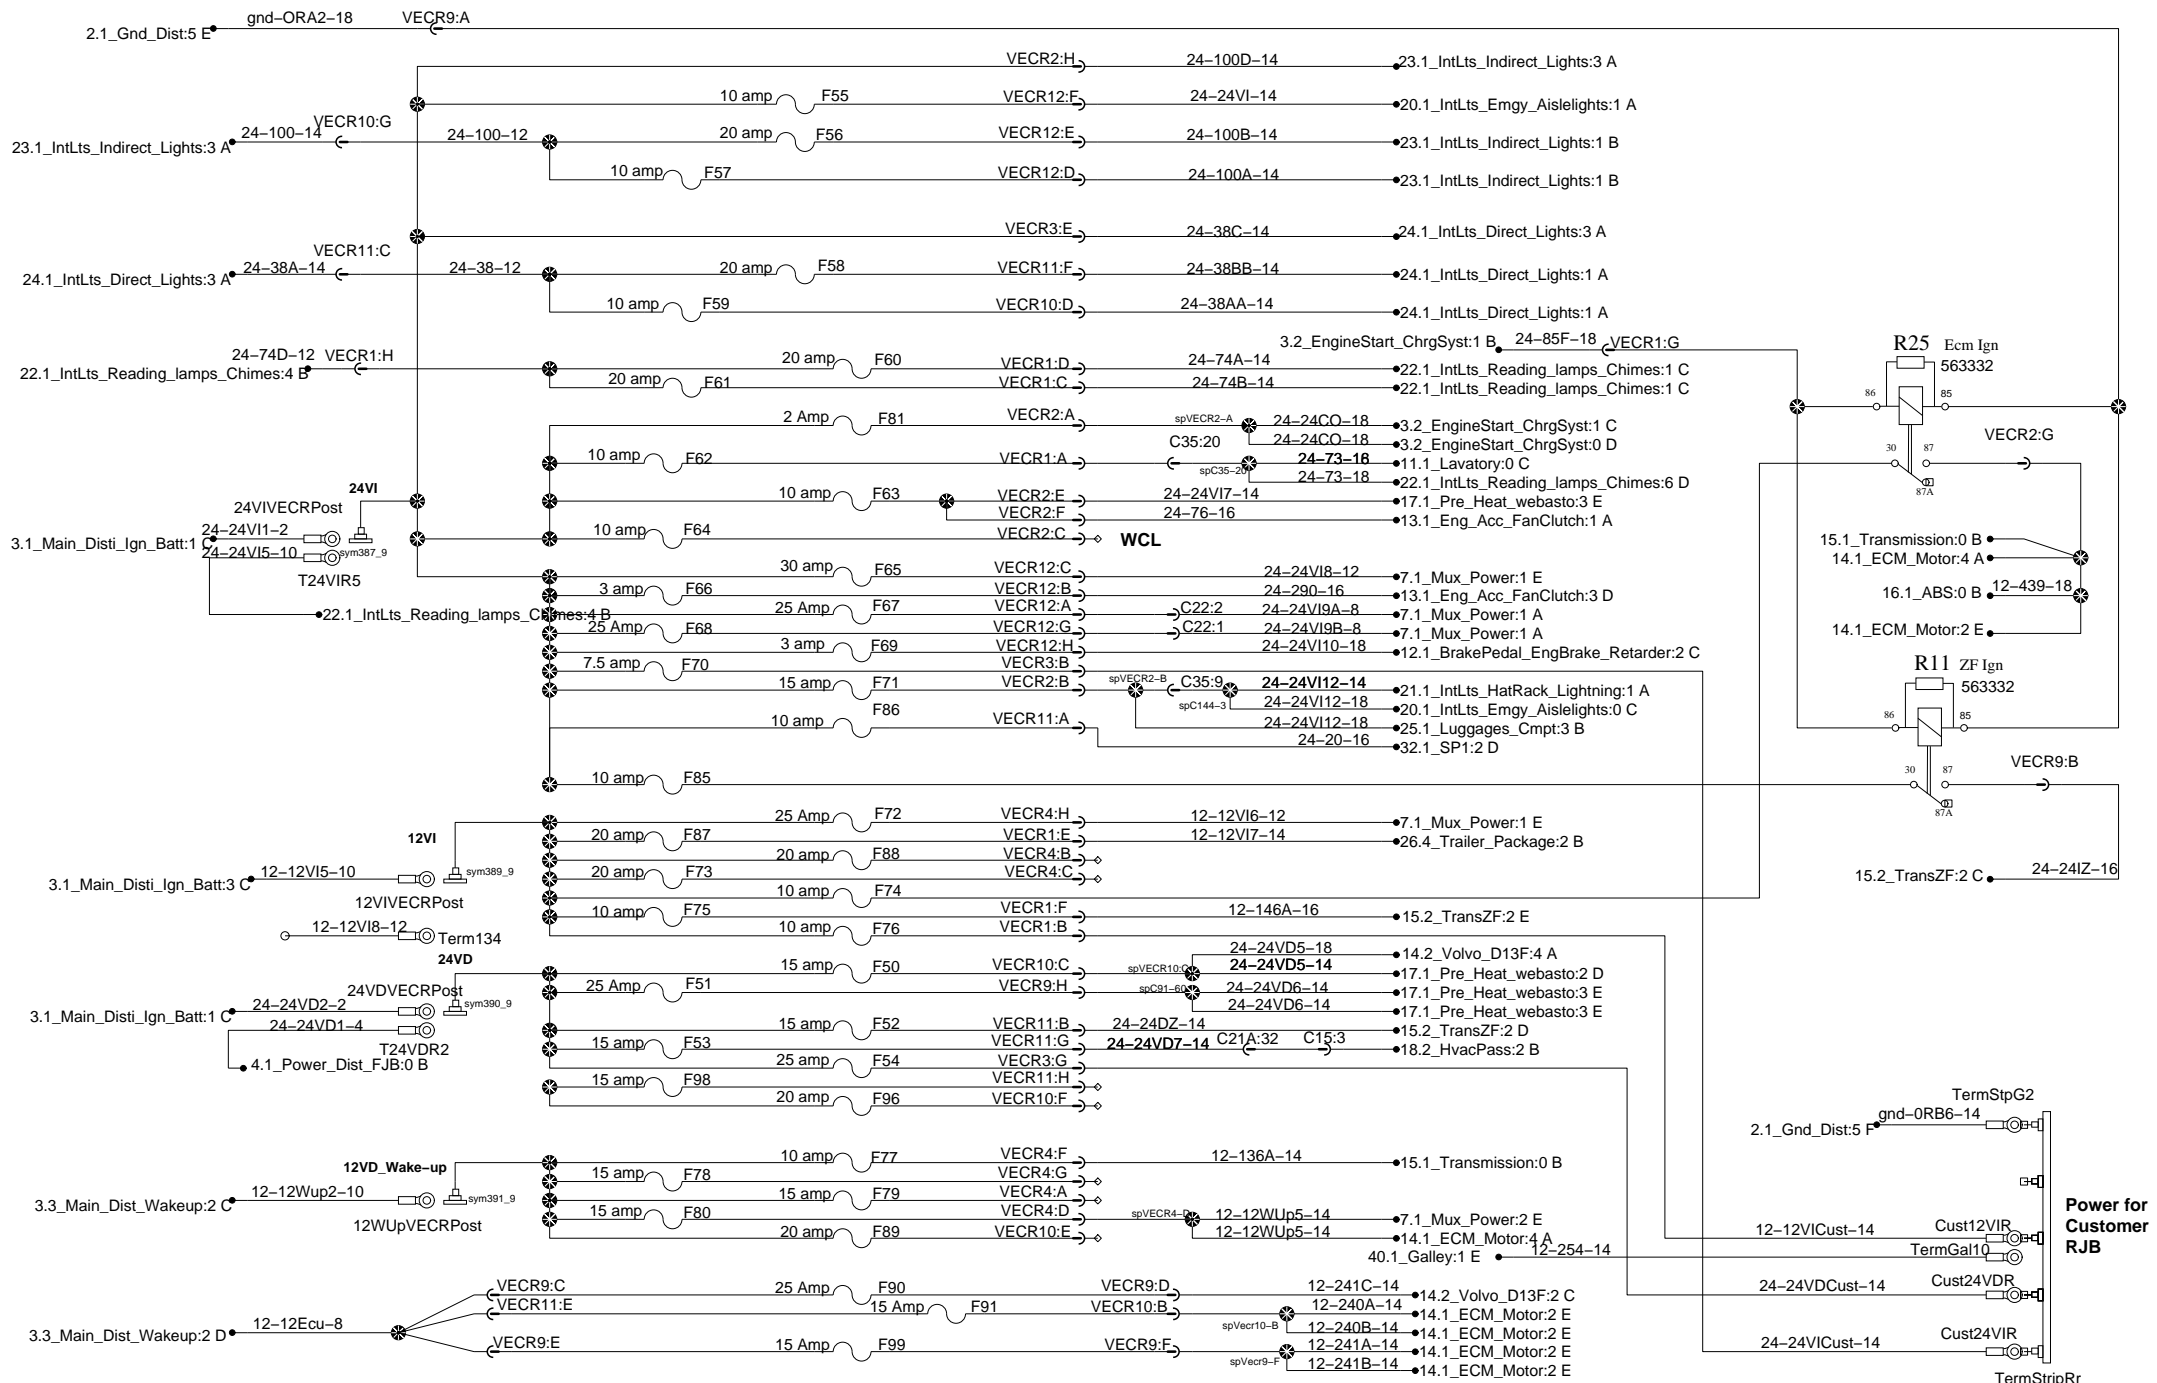 gnd-ORA2-18 VECR9:A
2.1_Gnd_Dist:5 E
VECR2:H 24-100D-14 23.1_IntLts_Indirect_Lights:3 A
10 amp F55 VECR12:F 24-24VI-14 20.1_IntLts_Emgy_Aislelights:1 A
23.1_IntLts_Indirect_Lights:3 A 24-100-14 VECR10:G 24-100-12 20 amp F56 VECR12:E 24-100B-14 23.1_IntLts_Indirect_Lights:1 B
10 amp F57 VECR12:D 24-100A-14 23.1_IntLts_Indirect_Lights:1 B
VECR3:E 24-38C-14 24.1_IntLts_Direct_Lights:3 A
24.1_IntLts_Direct_Lights:3 A 24-38A-14 VECR11:C 24-38-12 20 amp F58 VECR11:F 24-38BB-14 24.1_IntLts_Direct_Lights:1 A
10 amp F59 VECR10:D 24-38AA-14 24.1_IntLts_Direct_Lights:1 A
3.2_EngineStart_ChrgSyst:1 B 24-85F-18 VECR1:G
R25 Ecm Ign
563332
86 85
30 87
87A
VECR2:G
22.1_IntLts_Reading_lamps_Chimes:4 B 24-74D-12 VECR1:H 20 amp F60 VECR1:D 24-74A-14 22.1_IntLts_Reading_lamps_Chimes:1 C
20 amp F61 VECR1:C 24-74B-14 22.1_IntLts_Reading_lamps_Chimes:1 C
2 Amp F81 VECR2:A spVECR2-A 24-24CO-18 3.2_EngineStart_ChrgSyst:1 C
24-24CO-18 3.2_EngineStart_ChrgSyst:0 D
10 amp F62 VECR1:A C35:20 spC35-20 24-73-16 11.1_Lavatory:0 C
24-73-18 22.1_IntLts_Reading_lamps_Chimes:6 D
24VI
24VIVECRPost
10 amp F63 VECR2:E 24-24VI7-14 17.1_Pre_Heat_webasto:3 E
VECR2:F 24-76-16 13.1_Eng_Acc_FanClutch:1 A
3.1_Main_Disti_Ign_Batt:1 C 24-24VI1-2 10 amp F64 VECR2:C WCL
24-24VI5-10 sym387_9
T24VIR5
15.1_Transmission:0 B
14.1_ECM_Motor:4 A
16.1_ABS:0 B 12-439-18
14.1_ECM_Motor:2 E
30 amp F65 VECR12:C 24-24VI8-12 7.1_Mux_Power:1 E
3 amp F66 VECR12:B 24-290-16 13.1_Eng_Acc_FanClutch:3 D
22.1_IntLts_Reading_lamps_Chimes:4 B 25 Amp F67 VECR12:A C22:2 24-24VI9A-8 7.1_Mux_Power:1 A
25 Amp F68 VECR12:G C22:1 24-24VI9B-8 7.1_Mux_Power:1 A
3 amp F69 VECR12:H 24-24VI10-18 12.1_BrakePedal_EngBrake_Retarder:2 C
7.5 amp F70 VECR3:B
15 amp F71 VECR2:B spVECR2-B C35:9 24-24VI12-14 21.1_IntLts_HatRack_Lightning:1 A
spC144-3 24-24VI12-18 20.1_IntLts_Emgy_Aislelights:0 C
24-24VI12-18 25.1_Luggages_Cmpt:3 B
10 amp F86 VECR11:A 24-20-16 32.1_SP1:2 D
R11 ZF Ign
563332
86 85
30 87
87A
VECR9:B
10 amp F85
12VI
25 Amp F72 VECR4:H 12-12VI6-12 7.1_Mux_Power:1 E
20 amp F87 VECR1:E 12-12VI7-14 26.4_Trailer_Package:2 B
20 amp F88 VECR4:B
3.1_Main_Disti_Ign_Batt:3 C 12-12VI5-10 sym389_9 20 amp F73 VECR4:C
15.2_TransZF:2 C 24-24IZ-16
12VIVECRPost 10 amp F74
10 amp F75 VECR1:F 12-146A-16 15.2_TransZF:2 E
12-12VI8-12 Term134 10 amp F76 VECR1:B
24VD
24-24VD5-18 14.2_Volvo_D13F:4 A
15 amp F50 VECR10:C spVECR10:C 24-24VD5-14 17.1_Pre_Heat_webasto:2 D
24VDVECRPost 25 Amp F51 VECR9:H spC91-60 24-24VD6-14 17.1_Pre_Heat_webasto:3 E
3.1_Main_Disti_Ign_Batt:1 C 24-24VD2-2 sym390_9 24-24VD6-14 17.1_Pre_Heat_webasto:3 E
24-24VD1-4 15 amp F52 VECR11:B 24-24DZ-14 15.2_TransZF:2 D
T24VDR2 15 amp F53 VECR11:G 24-24VD7-14 C21A:32 C15:3 18.2_HvacPass:2 B
4.1_Power_Dist_FJB:0 B 25 amp F54 VECR3:G
15 amp F98 VECR11:H
20 amp F96 VECR10:F
TermStpG2
2.1_Gnd_Dist:5 F gnd-0RB6-14
12VD_Wake-up 10 amp F77 VECR4:F 12-136A-14 15.1_Transmission:0 B
15 amp F78 VECR4:G
3.3_Main_Dist_Wakeup:2 C 12-12Wup2-10 sym391_9 15 amp F79 VECR4:A
12WUpVECRPost 15 amp F80 VECR4:D spVECR4-D 12-12WUp5-14 7.1_Mux_Power:2 E
20 amp F89 VECR10:E 12-12WUp5-14 14.1_ECM_Motor:4 A
Power for
Customer
RJB
12-12VICust-14 Cust12VIR
40.1_Galley:1 E 12-254-14 TermGal10
24-24VDCust-14 Cust24VDR
VECR9:C 25 Amp F90 VECR9:D 12-241C-14 14.2_Volvo_D13F:2 C
VECR11:E 15 Amp F91 VECR10:B 12-240A-14 14.1_ECM_Motor:2 E
3.3_Main_Dist_Wakeup:2 D 12-12Ecu-8 spVecr10-B 12-240B-14 14.1_ECM_Motor:2 E
VECR9:E 15 Amp F99 VECR9:F 12-241A-14 14.1_ECM_Motor:2 E
spVecr9-F 12-241B-14 14.1_ECM_Motor:2 E
24-24VICust-14 Cust24VIR
TermStripRr